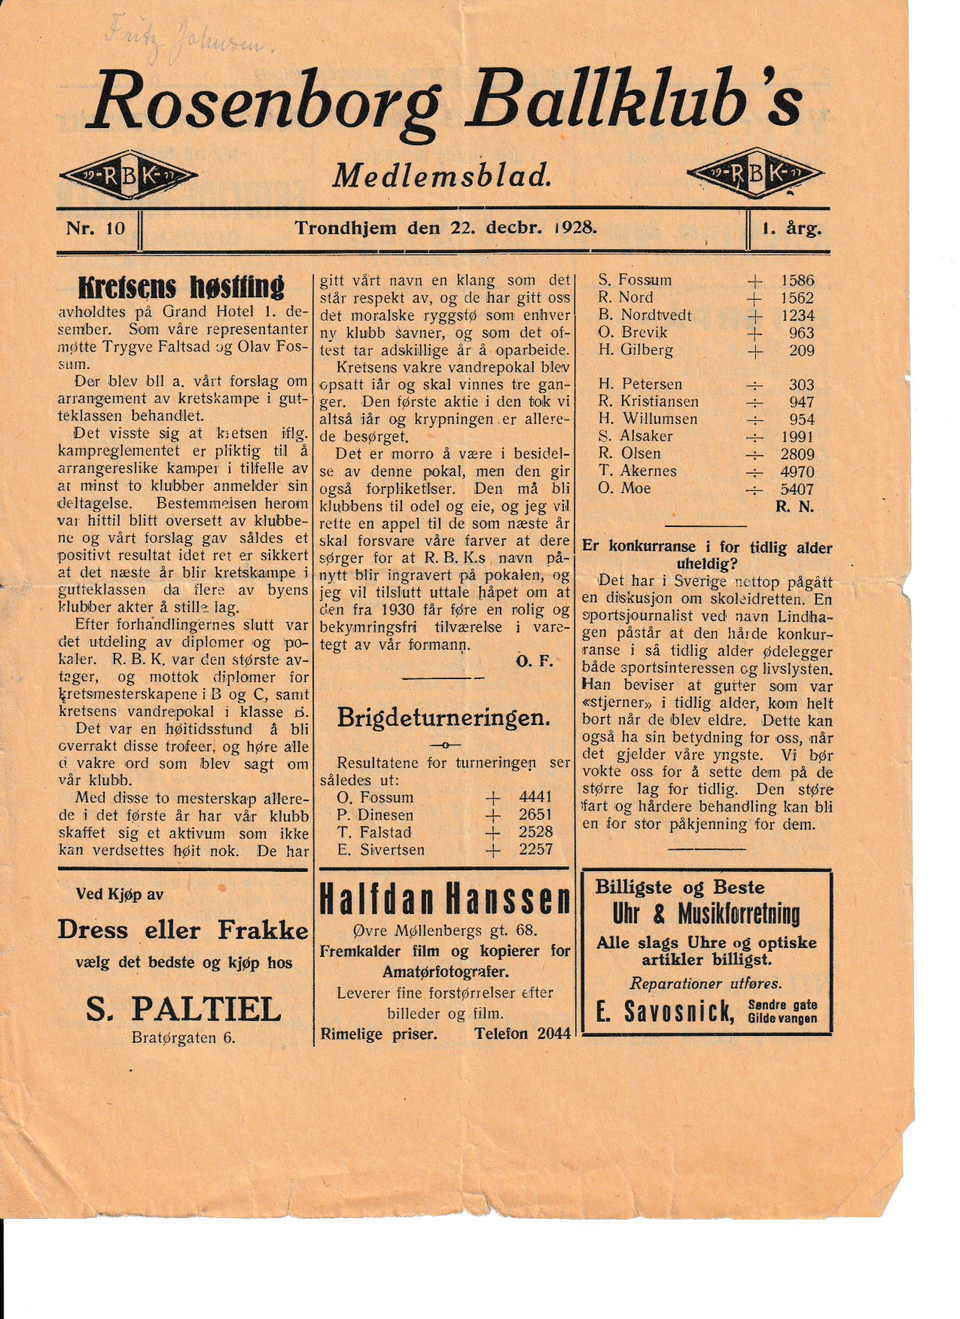 Fritz Johnsen.
Rosenborg Ballklub's
19-RBK-17
Medlemsblad.
19-RBK-17
Nr. 10
Trondhjem den 22. decbr. 1928.
1. årg.
Kretsens høstting
avholdtes på Grand Hotel 1. de-
sember. Som våre representanter
møtte Trygve Faltsad og Olav Fos-
sum.
Der blev bll a. vårt forslag om
arrangement av kretskampe i gut-
teklassen behandlet.
Det visste sig at kretsen iflg.
kampreglementet er pliktig til å
arrangereslike kamper i tilfelle av
at minst to klubber anmelder sin
deltagelse. Bestemmelsen herom
var hittil blitt oversett av klubbe-
ne og vårt forslag gav således et
positivt resultat idet ret er sikkert
at det næste år blir kretskampe i
gutteklassen da flere av byens
klubber akter å stille lag.
Efter forhandlingernes slutt var
det utdeling av diplomer og po-
kaler. R. B. K. var den største av-
tager, og mottok diplomer for
kretsmesterskapene i B og C, samt
kretsens vandrepokal i klasse B.
Det var en høitidsstund å bli
overrakt disse trofeer, og høre alle
d vakre ord som blev sagt om
vår klubb.
Med disse to mesterskap allere-
de i det første år har vår klubb
skaffet sig et aktivum som ikke
kan verdsettes høit nok. De har
gitt vårt navn en klang som det
står respekt av, og de har gitt oss
det moralske ryggstø som enhver
ny klubb savner, og som det of-
test tar adskillige år å oparbeide.
Kretsens vakre vandrepokal blev
opsatt iår og skal vinnes tre gan-
ger. Den første aktie i den tok vi
altså iår og krypningen er allere-
de besørget.
Det er morro å være i besidel-
se av denne pokal, men den gir
også forpliketlser. Den må bli
klubbens til odel og eie, og jeg vil
rette en appel til de som næste år
skal forsvare våre farver at dere
sørger for at R. B. K.s navn på-
nytt blir ingravert på pokalen, og
jeg vil tilslutt uttale håpet om at
den fra 1930 får føre en rolig og
bekymringsfri tilværelse i vare-
tegt av vår formann.
O. F.
Brigdeturneringen.
Resultatene for turneringen ser
således ut:
O. Fossum + 4441
P. Dinesen + 2651
T. Falstad + 2528
E. Sivertsen + 2257
S. Fossum + 1586
R. Nord + 1562
B. Nordtvedt + 1234
O. Brevik + 963
H. Gilberg + 209
H. Petersen ÷ 303
R. Kristiansen ÷ 947
H. Willumsen ÷ 954
S. Alsaker ÷ 1991
R. Olsen ÷ 2809
T. Akernes ÷ 4970
O. Moe ÷ 5407
R. N.
Er konkurranse i for tidlig alder
uheldig?
Det har i Sverige nettop pågått
en diskusjon om skoleidretten. En
sportsjournalist ved navn Lindha-
gen påstår at den hårde konkur-
ranse i så tidlig alder ødelegger
både sportsinteressen og livslysten.
Han beviser at gutter som var
«stjerner» i tidlig alder, kom helt
bort når de blev eldre. Dette kan
også ha sin betydning for oss, når
det gjelder våre yngste. Vi bør
vokte oss for å sette dem på de
større lag for tidlig. Den støre
fart og hårdere behandling kan bli
en for stor påkjenning for dem.
Ved Kjøp av
Dress eller Frakke
vælg det bedste og kjøp hos
S. PALTIEL
Bratørgaten 6.
Halfdan Hanssen
Øvre Møllenbergs gt. 68.
Fremkalder film og kopierer for
Amatørfotografer.
Leverer fine forstørrelser efter
billeder og film.
Rimelige priser. Telefon 2044
Billigste og Beste
Uhr & Musikforretning
Alle slags Uhre og optiske
artikler billigst.
Reparationer utføres.
E. Savosnick, Søndre gate
Gildevangen